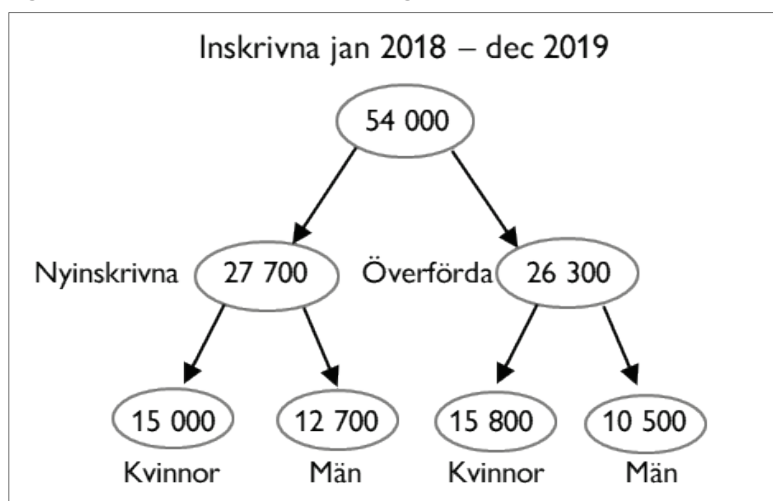 Inskrivna jan 2018 – dec 2019
54 000
Nyinskrivna 27 700 Överförda 26 300
15 000 12 700 15 800 10 500
Kvinnor Män Kvinnor Män